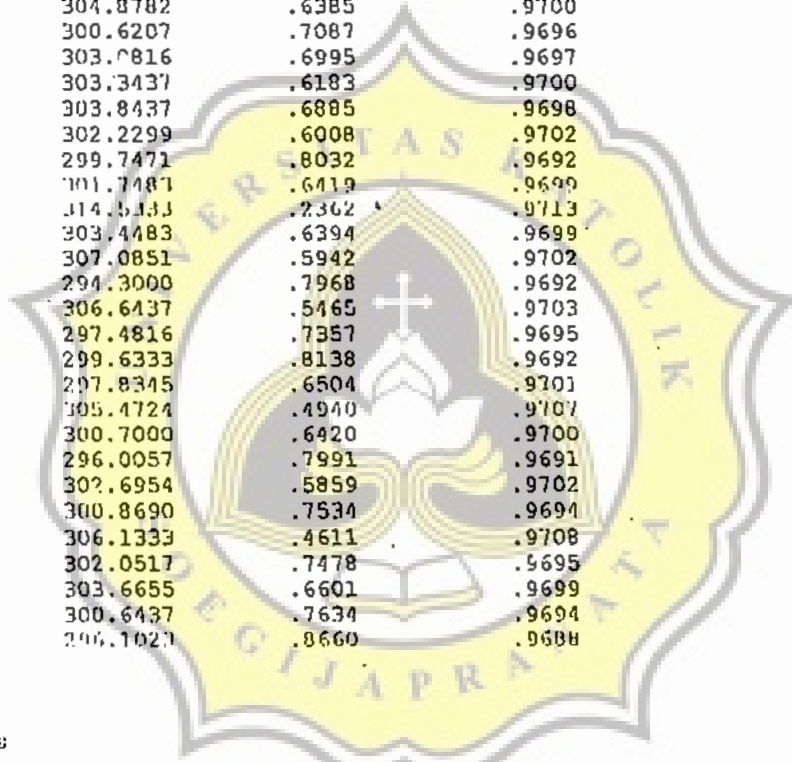 304.8782 .6385 .9700
300.6207 .7087 .9696
.6995 .9697
303.3437 .6183 .9700
303.8437 .6885 .9698
302.2299 .6008 .9702
299.7471 .8032 .9692
.6419 .9699
.2362 .9713
303.4483 .6394 .9699
307.0851 .5942 .9702
294.3000 .7968 .9692
306.6437 .5465 .9703
297.4816 .7357 .9695
299.6333 .8138 .9692
297.8345 .6504 .9701
305.4724 .4940 .9707
300.7000 .6420 .9700
296.0057 .7991 .9691
302.6954 .5859 .9702
300.8690 .7534 .9694
306.1333 .4611 .9708
302.0517 .7478 .9695
303.6655 .6601 .9699
300.6437 .7634 .9694
.8660 .9688
UNIVERSITAS KATOLIK
SOEGIJAPRANATA